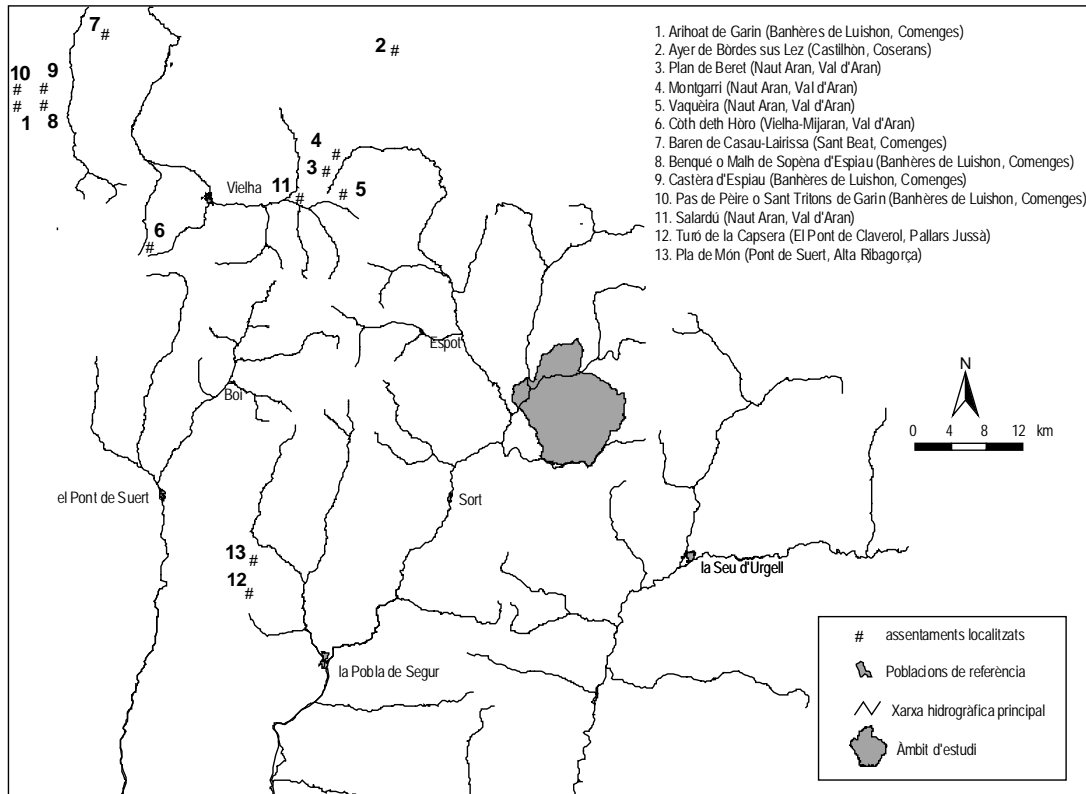 7
#
2
#
10
#
9
#
#
1
#
8
4
#
3
#
11
#
5
#
Vielha
6
#
Espot
Boí
el Pont de Suert
Sort
13
#
12
#
la Seu d'Urgell
la Pobla de Segur
1. Arihoat de Garin (Banhères de Luishon, Comenges)
2. Ayer de Bòrdes sus Lez (Castilhòn, Coserans)
3. Plan de Beret (Naut Aran, Val d'Aran)
4. Montgarri (Naut Aran, Val d'Aran)
5. Vaquèira (Naut Aran, Val d'Aran)
6. Còth deth Hòro (Vielha-Mijaran, Val d'Aran)
7. Baren de Casau-Lairissa (Sant Beat, Comenges)
8. Benqué o Malh de Sopèna d'Espiau (Banhères de Luishon, Comenges)
9. Castèra d'Espiau (Banhères de Luishon, Comenges)
10. Pas de Pèire o Sant Tritons de Garin (Banhères de Luishon, Comenges)
11. Salardú (Naut Aran, Val d'Aran)
12. Turó de la Capsera (El Pont de Claverol, Pallars Jussà)
13. Pla de Món (Pont de Suert, Alta Ribagorça)
N
0 4 8 12 km
# assentaments localitzats
Poblacions de referència
Xarxa hidrogràfica principal
Àmbit d'estudi